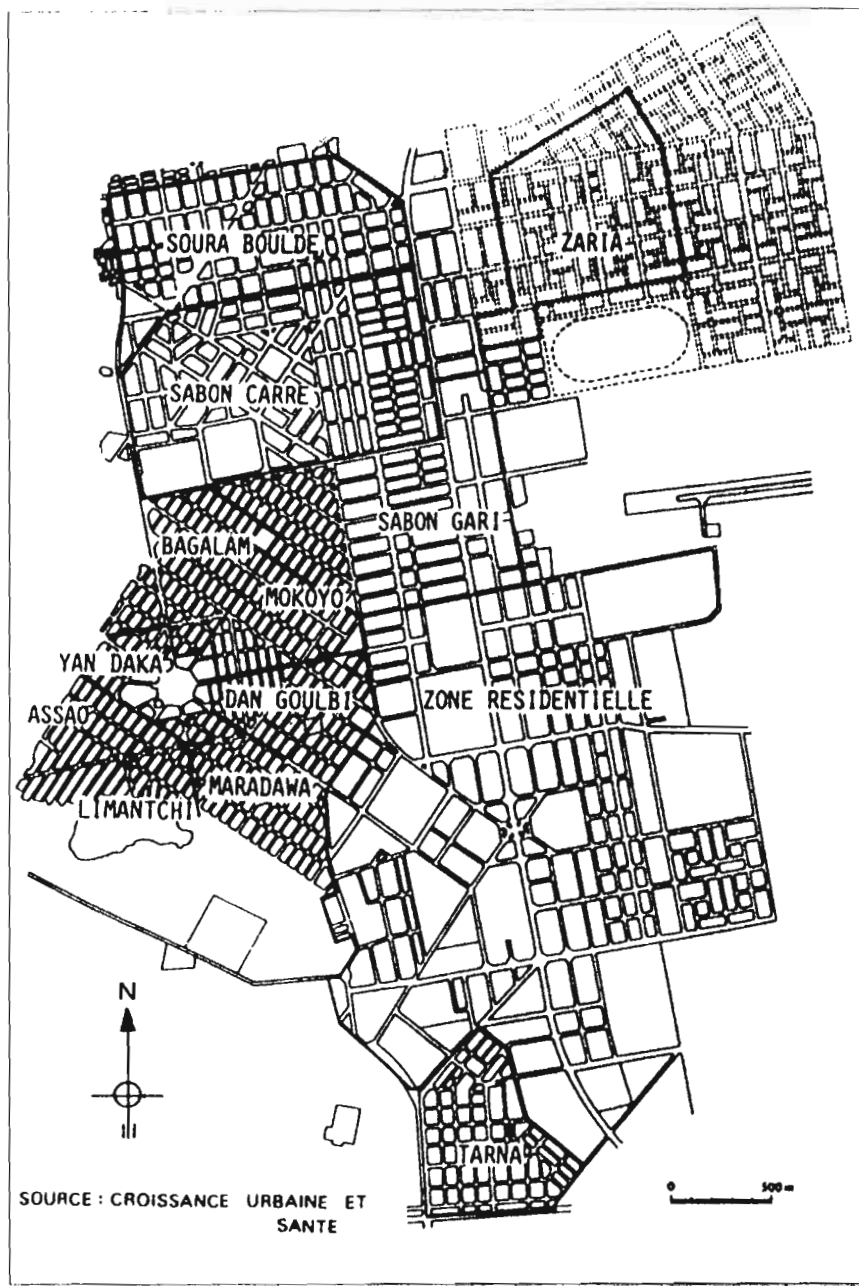 SOURA BOULDE
ZARIA
SABON CARRE
SABON GARI
BAGALAM
MOKOYO
YAN DAKA
DAN GOULBI
ZONE RESIDENTIELLE
ASSAO
MARADAWA
LIMANTCHI
N
TARNA
0 500 m
SOURCE : CROISSANCE URBAINE ET
SANTE